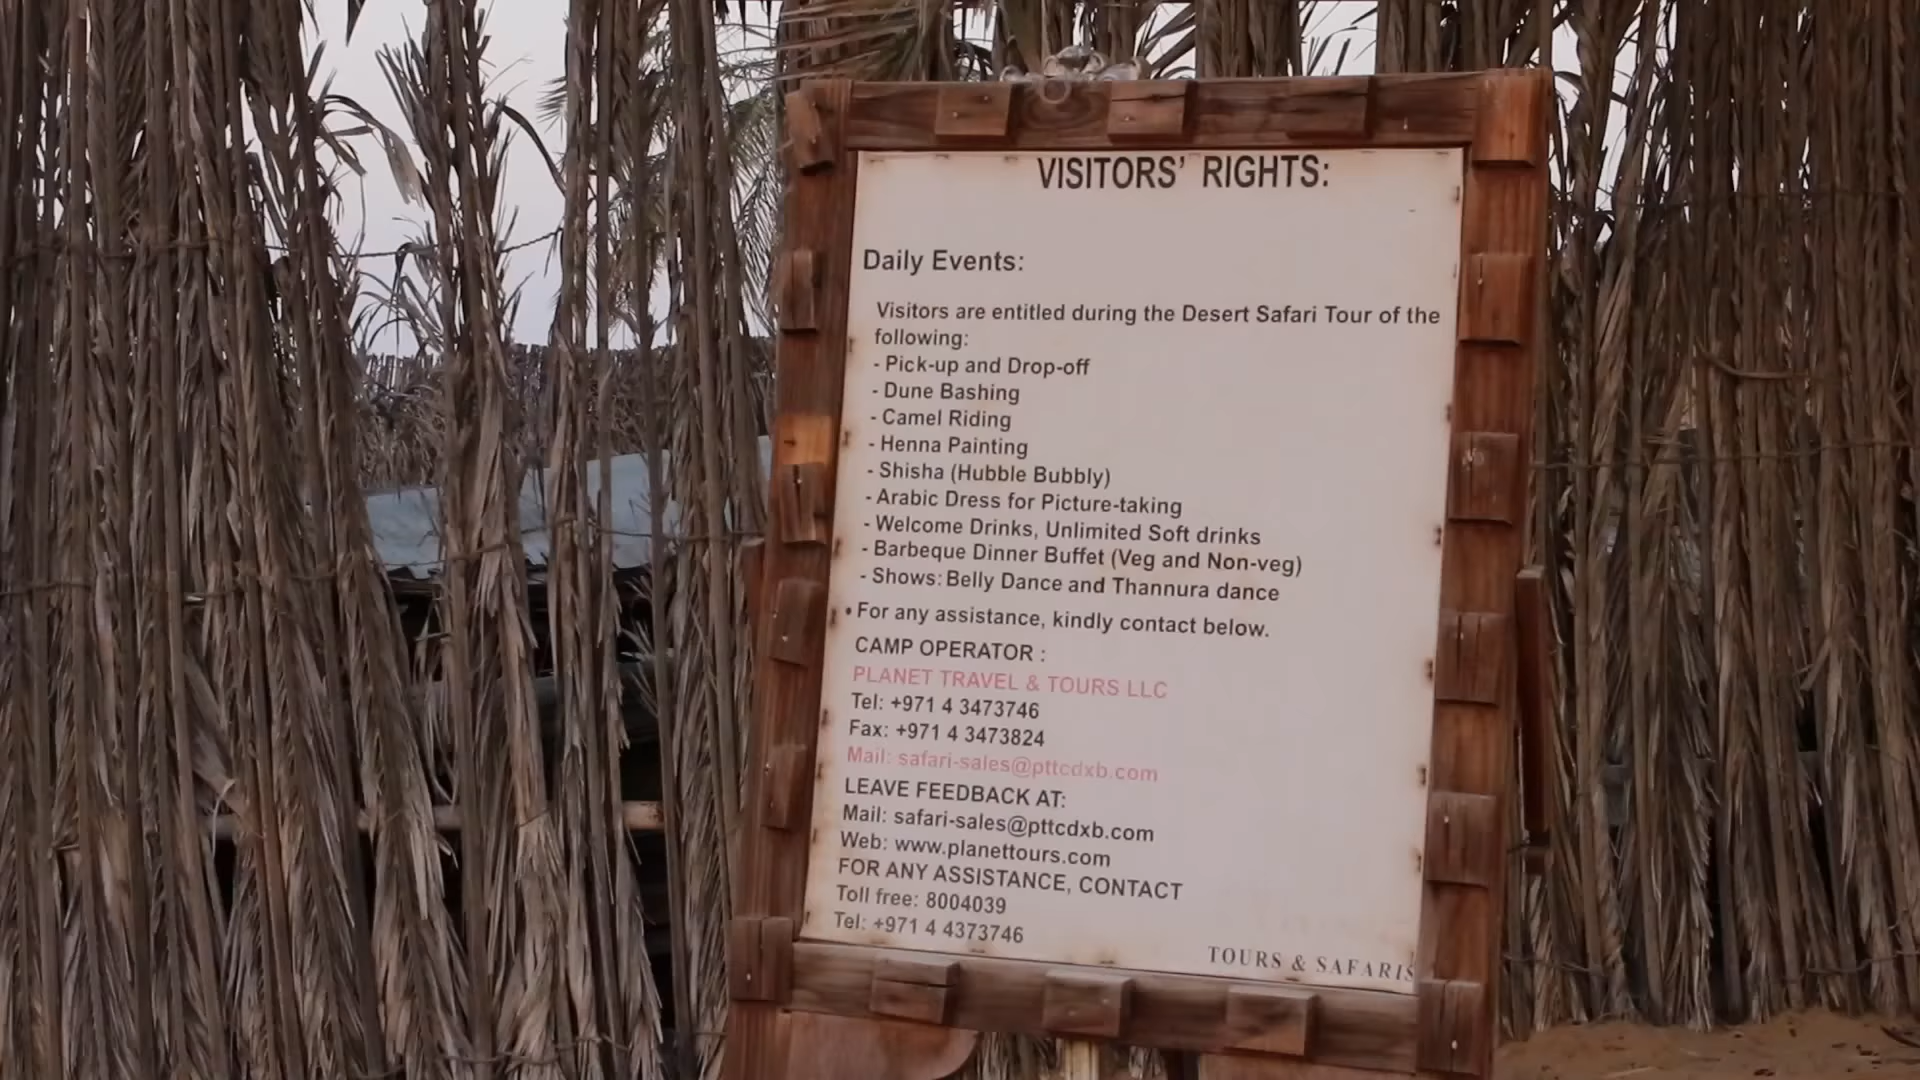 VISITORS' RIGHTS:
Daily Events:
Visitors are entitled during the Desert Safari Tour of the
following:
- Pick-up and Drop-off
- Dune Bashing
- Camel Riding
- Henna Painting
- Shisha (Hubble Bubbly)
- Arabic Dress for Picture-taking
- Welcome Drinks, Unlimited Soft drinks
- Barbeque Dinner Buffet (Veg and Non-veg)
- Shows: Belly Dance and Thannura dance
• For any assistance, kindly contact below.
CAMP OPERATOR :
PLANET TRAVEL & TOURS LLC
Tel: +971 4 3473746
Fax: +971 4 3473824
Mail: safari-sales@pttcdxb.com
LEAVE FEEDBACK AT:
Mail: safari-sales@pttcdxb.com
Web: www.planettours.com
FOR ANY ASSISTANCE, CONTACT
Toll free: 8004039
Tel: +971 4 4373746
TOURS & SAFARIS